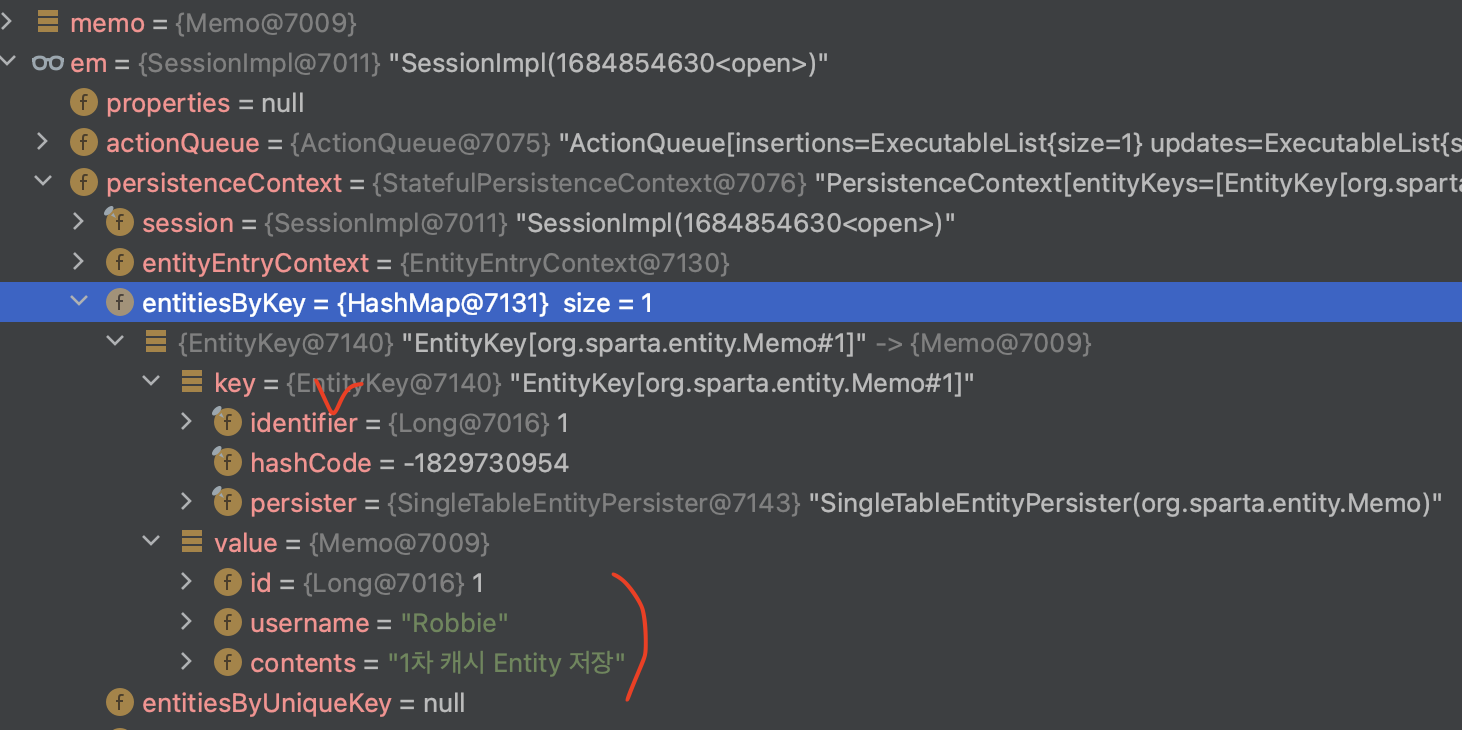 memo = {Memo@7009}
em = {SessionImpl@7011} "SessionImpl(1684854630<open>)"
f properties = null
f actionQueue = {ActionQueue@7075} "ActionQueue[insertions=ExecutableList{size=1} updates=ExecutableList{s
f persistenceContext = {StatefulPersistenceContext@7076} "PersistenceContext[entityKeys=[EntityKey[org.sparta
f session = {SessionImpl@7011} "SessionImpl(1684854630<open>)"
f entityEntryContext = {EntityEntryContext@7130}
f entitiesByKey = {HashMap@7131} size = 1
{EntityKey@7140} "EntityKey[org.sparta.entity.Memo#1]" -> {Memo@7009}
key = {EntityKey@7140} "EntityKey[org.sparta.entity.Memo#1]"
f identifier = {Long@7016} 1
f hashCode = -1829730954
f persister = {SingleTableEntityPersister@7143} "SingleTableEntityPersister(org.sparta.entity.Memo)"
value = {Memo@7009}
f id = {Long@7016} 1
f username = "Robbie"
f contents = "1차 캐시 Entity 저장"
f entitiesByUniqueKey = null